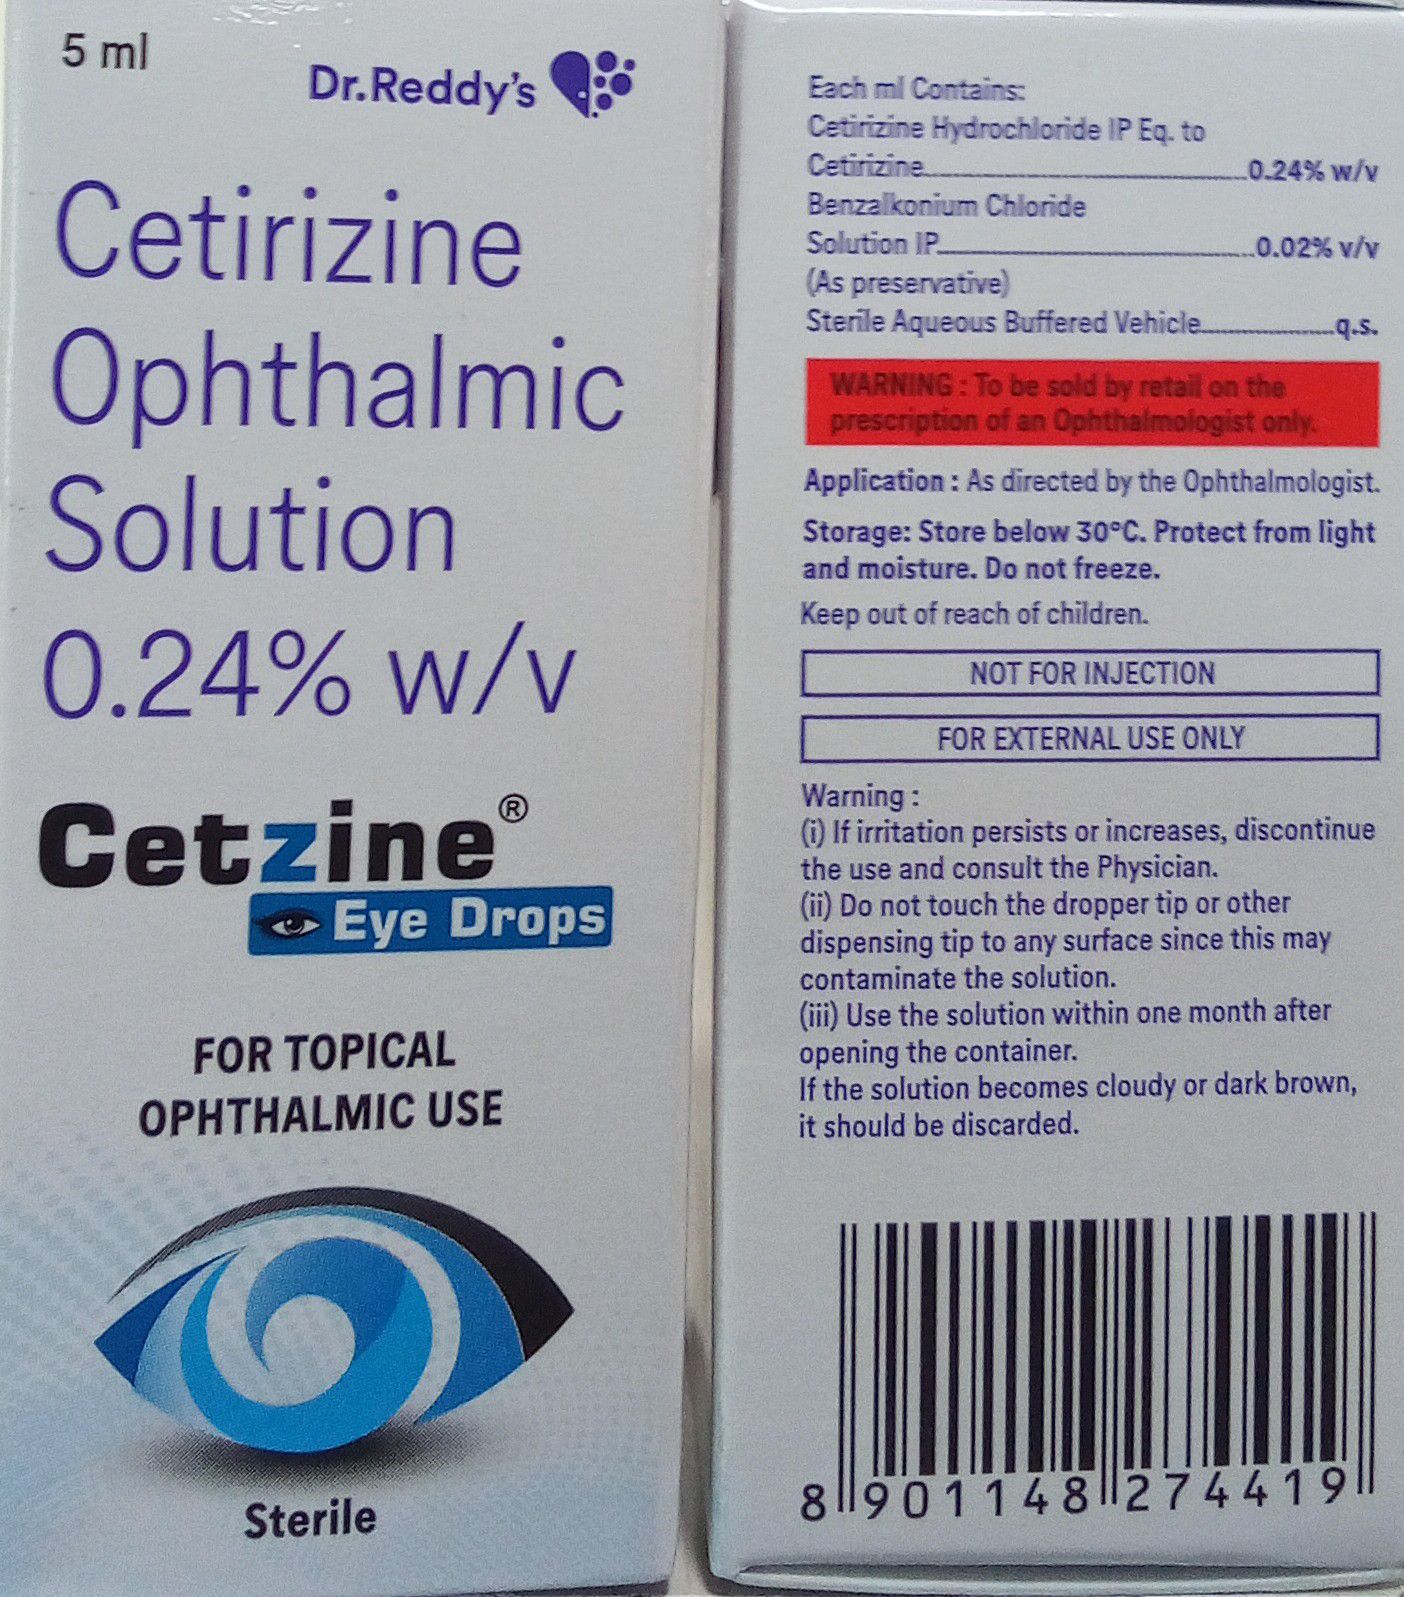 5 ml
Dr.Reddy's
Cetirizine
Ophthalmic
Solution
0.24% w/v
Cetzine®
Eye Drops
FOR TOPICAL
OPHTHALMIC USE
Sterile
Each ml Contains:
Cetirizine Hydrochloride IP Eq. to
Cetirizine..............................0.24% w/v
Benzalkonium Chloride
Solution IP..............................0.02% v/v
(As preservative)
Sterile Aqueous Buffered Vehicle..............q.s.
WARNING : To be sold by retail on the
prescription of an Ophthalmologist only.
Application : As directed by the Ophthalmologist.
Storage: Store below 30°C. Protect from light
and moisture. Do not freeze.
Keep out of reach of children.
NOT FOR INJECTION
FOR EXTERNAL USE ONLY
Warning :
(i) If irritation persists or increases, discontinue
the use and consult the Physician.
(ii) Do not touch the dropper tip or other
dispensing tip to any surface since this may
contaminate the solution.
(iii) Use the solution within one month after
opening the container.
If the solution becomes cloudy or dark brown,
it should be discarded.
8 901148 274419